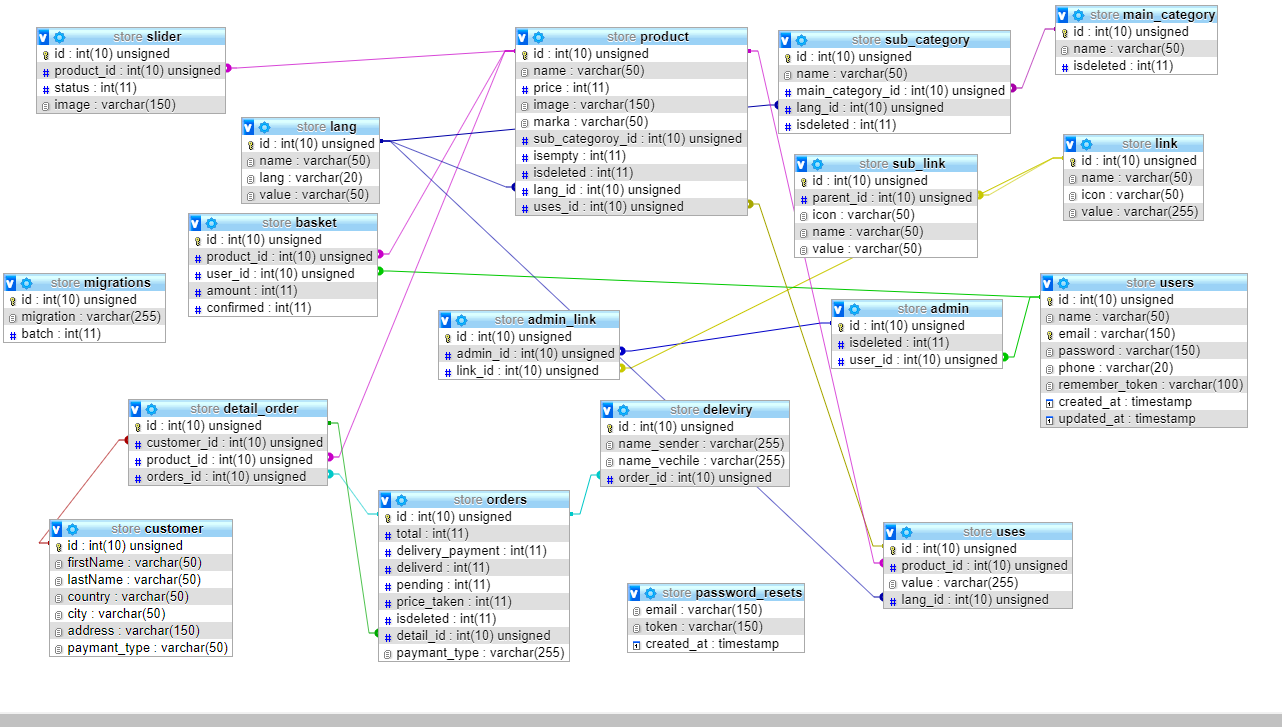 store slider
id : int(10) unsigned
product_id : int(10) unsigned
status : int(11)
image : varchar(150)
store product
id : int(10) unsigned
name : varchar(50)
price : int(11)
image : varchar(150)
marka : varchar(50)
sub_categoroy_id : int(10) unsigned
isempty : int(11)
isdeleted : int(11)
lang_id : int(10) unsigned
uses_id : int(10) unsigned
store sub_category
id : int(10) unsigned
name : varchar(50)
main_category_id : int(10) unsigned
lang_id : int(10) unsigned
isdeleted : int(11)
store main_category
id : int(10) unsigned
name : varchar(50)
isdeleted : int(11)
store lang
id : int(10) unsigned
name : varchar(50)
lang : varchar(20)
value : varchar(50)
store sub_link
id : int(10) unsigned
parent_id : int(10) unsigned
icon : varchar(50)
name : varchar(50)
value : varchar(50)
store link
id : int(10) unsigned
name : varchar(50)
icon : varchar(50)
value : varchar(255)
store basket
id : int(10) unsigned
product_id : int(10) unsigned
user_id : int(10) unsigned
amount : int(11)
confirmed : int(11)
store migrations
id : int(10) unsigned
migration : varchar(255)
batch : int(11)
store admin_link
id : int(10) unsigned
admin_id : int(10) unsigned
link_id : int(10) unsigned
store admin
id : int(10) unsigned
isdeleted : int(11)
user_id : int(10) unsigned
store users
id : int(10) unsigned
name : varchar(50)
email : varchar(150)
password : varchar(150)
phone : varchar(20)
remember_token : varchar(100)
created_at : timestamp
updated_at : timestamp
store detail_order
id : int(10) unsigned
customer_id : int(10) unsigned
product_id : int(10) unsigned
orders_id : int(10) unsigned
store deleviry
id : int(10) unsigned
name_sender : varchar(255)
name_vechile : varchar(255)
order_id : int(10) unsigned
store customer
id : int(10) unsigned
firstName : varchar(50)
lastName : varchar(50)
country : varchar(50)
city : varchar(50)
address : varchar(150)
paymant_type : varchar(50)
store orders
id : int(10) unsigned
total : int(11)
delivery_payment : int(11)
deliverd : int(11)
pending : int(11)
price_taken : int(11)
isdeleted : int(11)
detail_id : int(10) unsigned
paymant_type : varchar(255)
store password_resets
email : varchar(150)
token : varchar(150)
created_at : timestamp
store uses
id : int(10) unsigned
product_id : int(10) unsigned
value : varchar(255)
lang_id : int(10) unsigned